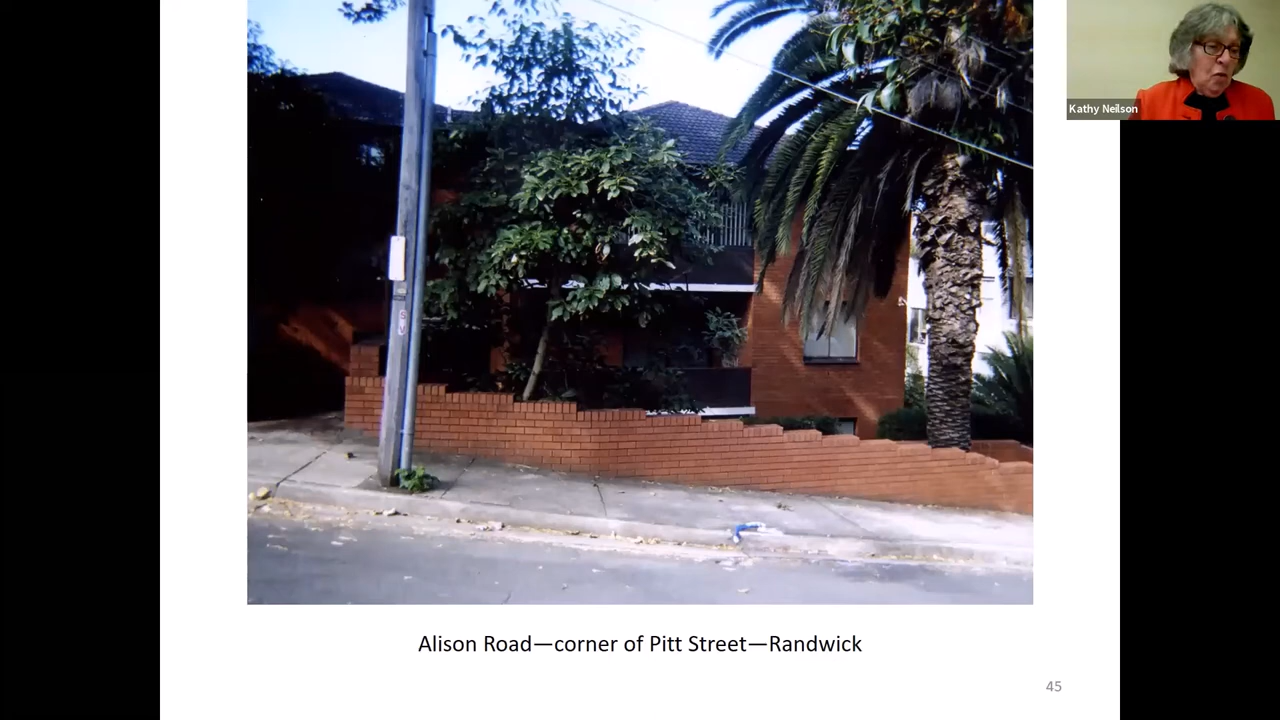 Kathy Neilson
Alison Road—corner of Pitt Street—Randwick
45